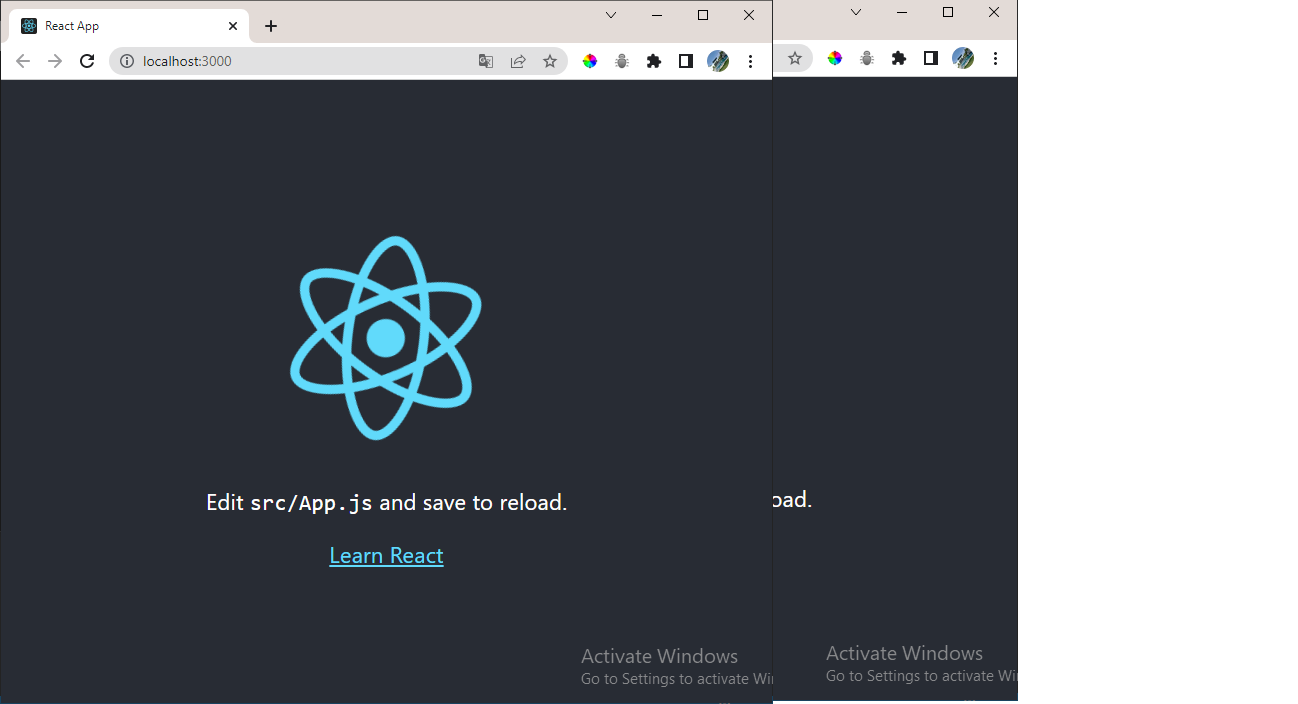 React App
localhost:3000
Edit src/App.js and save to reload.
oad.
Learn React
Activate Windows
Go to Settings to activate Wi
Activate Windows
Go to Settings to activate Wi